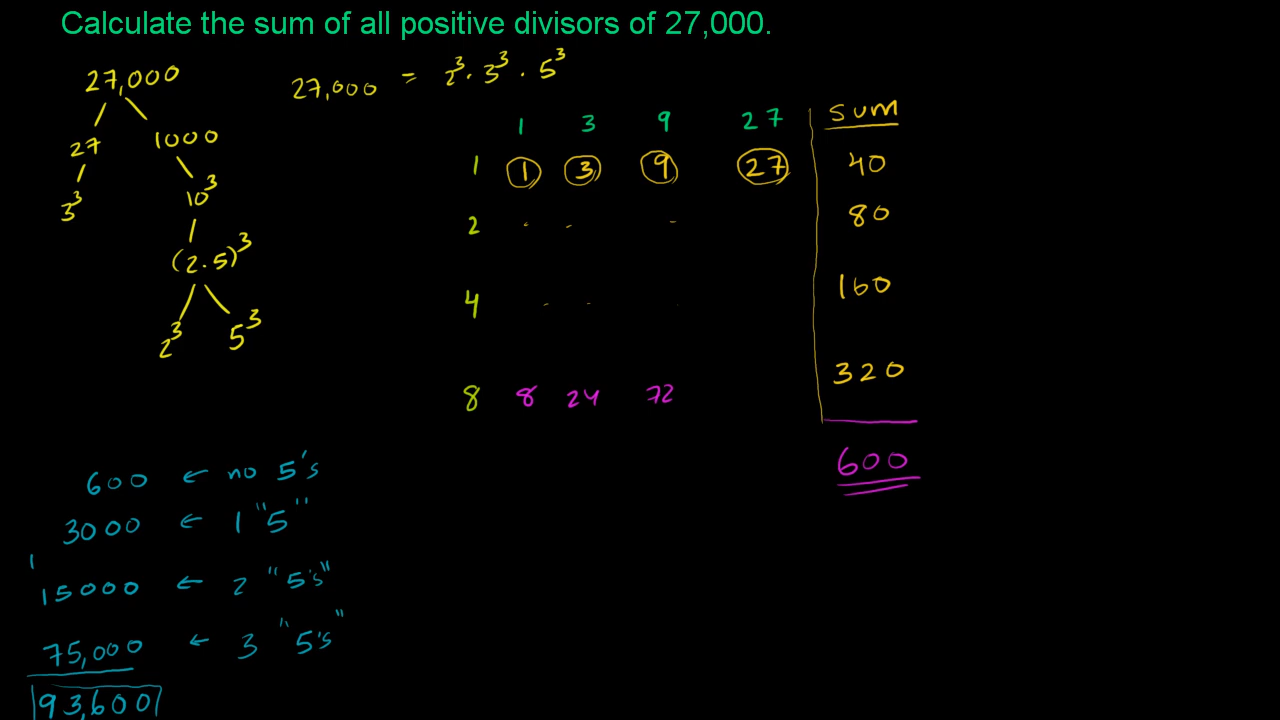 Calculate the sum of all positive divisors of 27,000.
27,000 = 2³ · 3³ · 5³
27,000
27 1000
3³ 10³
(2·5)³
2³ 5³
1 3 9 27 sum
1 1 3 9 27 40
2 80
4 160
8 8 24 72 320
600
600 ← no 5's
3000 ← 1 "5"
1
15000 ← 2 "5's"
75,000 ← 3 "5's"
93,600